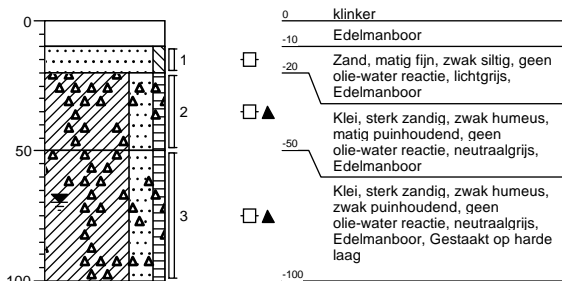 0
50
100
1
2
3
0
klinker
Edelmanboor
-10
Zand, matig fijn, zwak siltig, geen
olie-water reactie, lichtgrijs,
Edelmanboor
-20
Klei, sterk zandig, zwak humeus,
matig puinhoudend, geen
olie-water reactie, neutraalgrijs,
Edelmanboor
-50
Klei, sterk zandig, zwak humeus,
zwak puinhoudend, geen
olie-water reactie, neutraalgrijs,
Edelmanboor, Gestaakt op harde
laag
-100